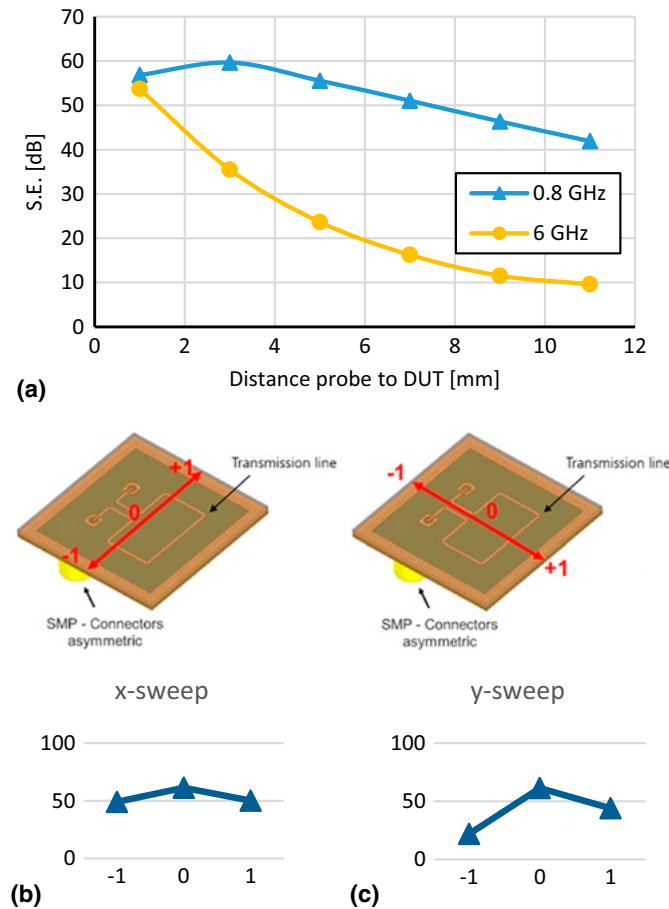 70
60
50
40
30
20
10
0
S.E. [dB]
0.8 GHz
6 GHz
0 2 4 6 8 10 12
Distance probe to DUT [mm]
(a)
+1
Transmission line
0
-1
SMP - Connectors
asymmetric
-1
Transmission line
0
+1
SMP - Connectors
asymmetric
x-sweep
100
50
0
-1 0 1
(b)
y-sweep
100
50
0
-1 0 1
(c)